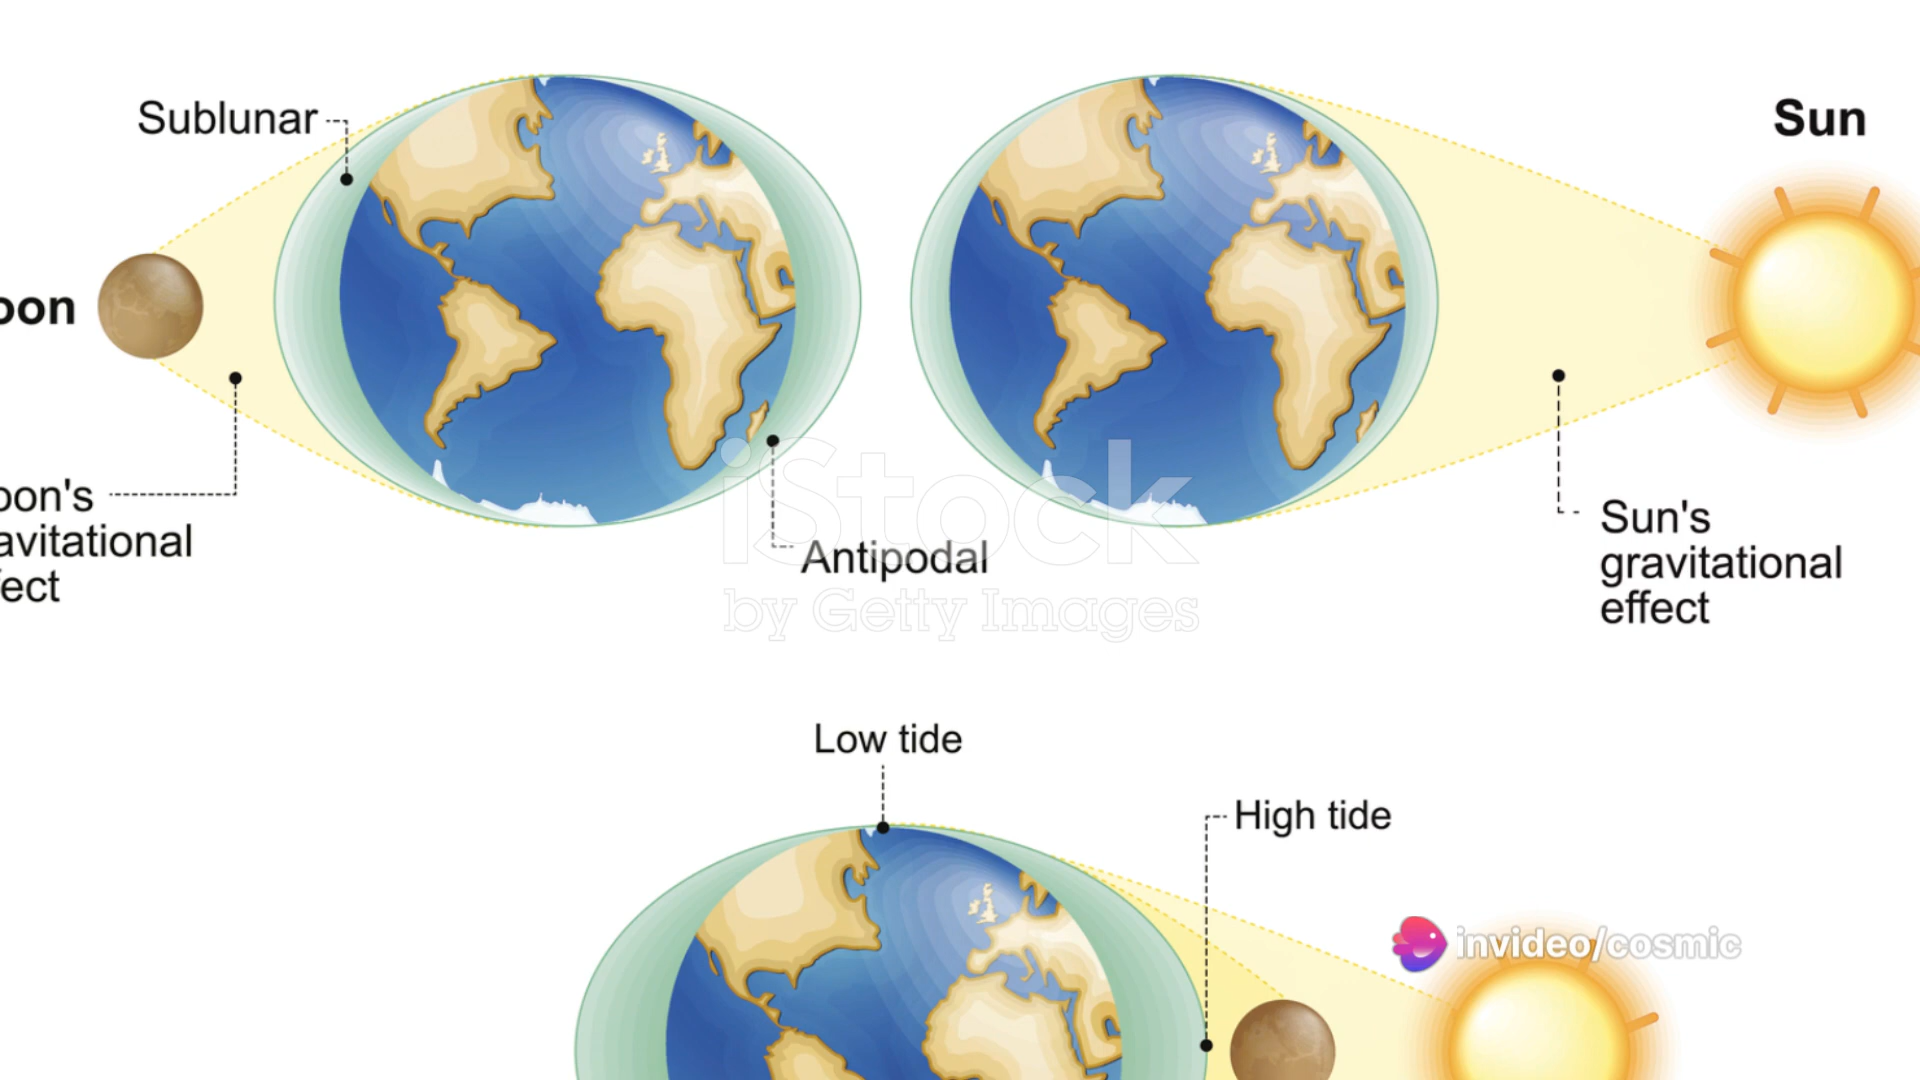 Sublunar
Sun
oon
oon's
avitational
ect
Antipodal
Sun's
gravitational
effect
iStock
by Getty Images
Low tide
High tide
invideo/cosmic